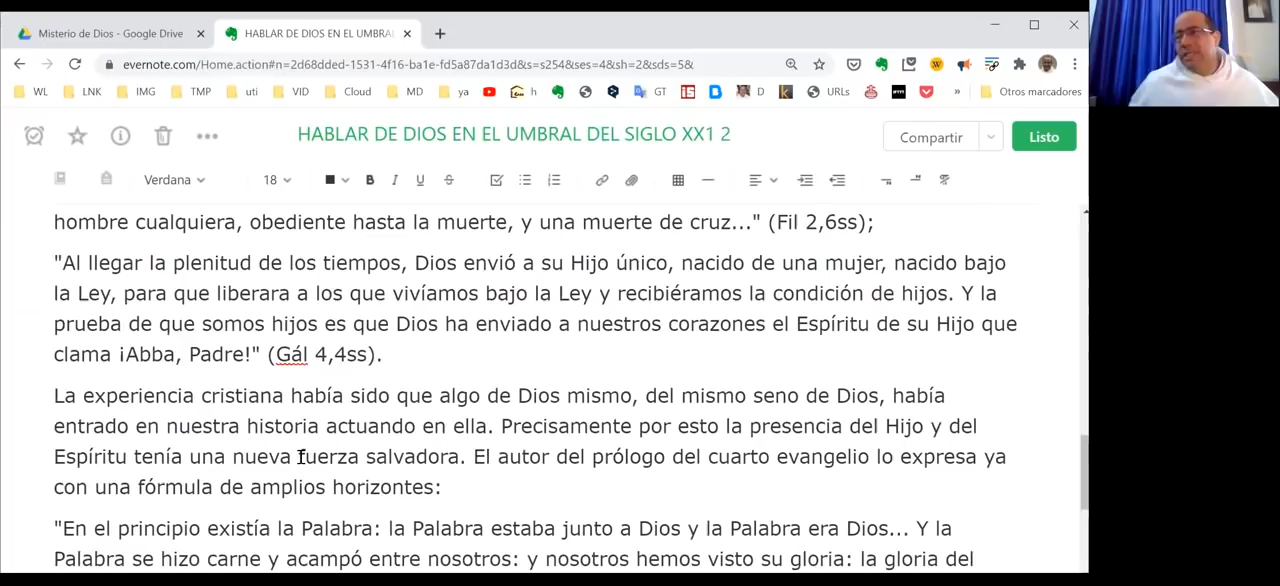 Misterio de Dios - Google Drive
HABLAR DE DIOS EN EL UMBRAL
evernote.com/Home.action#n=2d68dded-1531-4f16-ba1e-fd5a87da1d3d&s=s254&ses=4&sh=2&sds=5&
WL LNK IMG TMP uti VID Cloud MD ya h GT D URLs » Otros marcadores
HABLAR DE DIOS EN EL UMBRAL DEL SIGLO XX1 2
Compartir
Listo
Verdana 18 B I U S
hombre cualquiera, obediente hasta la muerte, y una muerte de cruz..." (Fil 2,6ss);
"Al llegar la plenitud de los tiempos, Dios envió a su Hijo único, nacido de una mujer, nacido bajo
la Ley, para que liberara a los que vivíamos bajo la Ley y recibiéramos la condición de hijos. Y la
prueba de que somos hijos es que Dios ha enviado a nuestros corazones el Espíritu de su Hijo que
clama ¡Abba, Padre!" (Gál 4,4ss).
La experiencia cristiana había sido que algo de Dios mismo, del mismo seno de Dios, había
entrado en nuestra historia actuando en ella. Precisamente por esto la presencia del Hijo y del
Espíritu tenía una nueva fuerza salvadora. El autor del prólogo del cuarto evangelio lo expresa ya
con una fórmula de amplios horizontes:
"En el principio existía la Palabra: la Palabra estaba junto a Dios y la Palabra era Dios... Y la
Palabra se hizo carne y acampó entre nosotros: y nosotros hemos visto su gloria: la gloria del